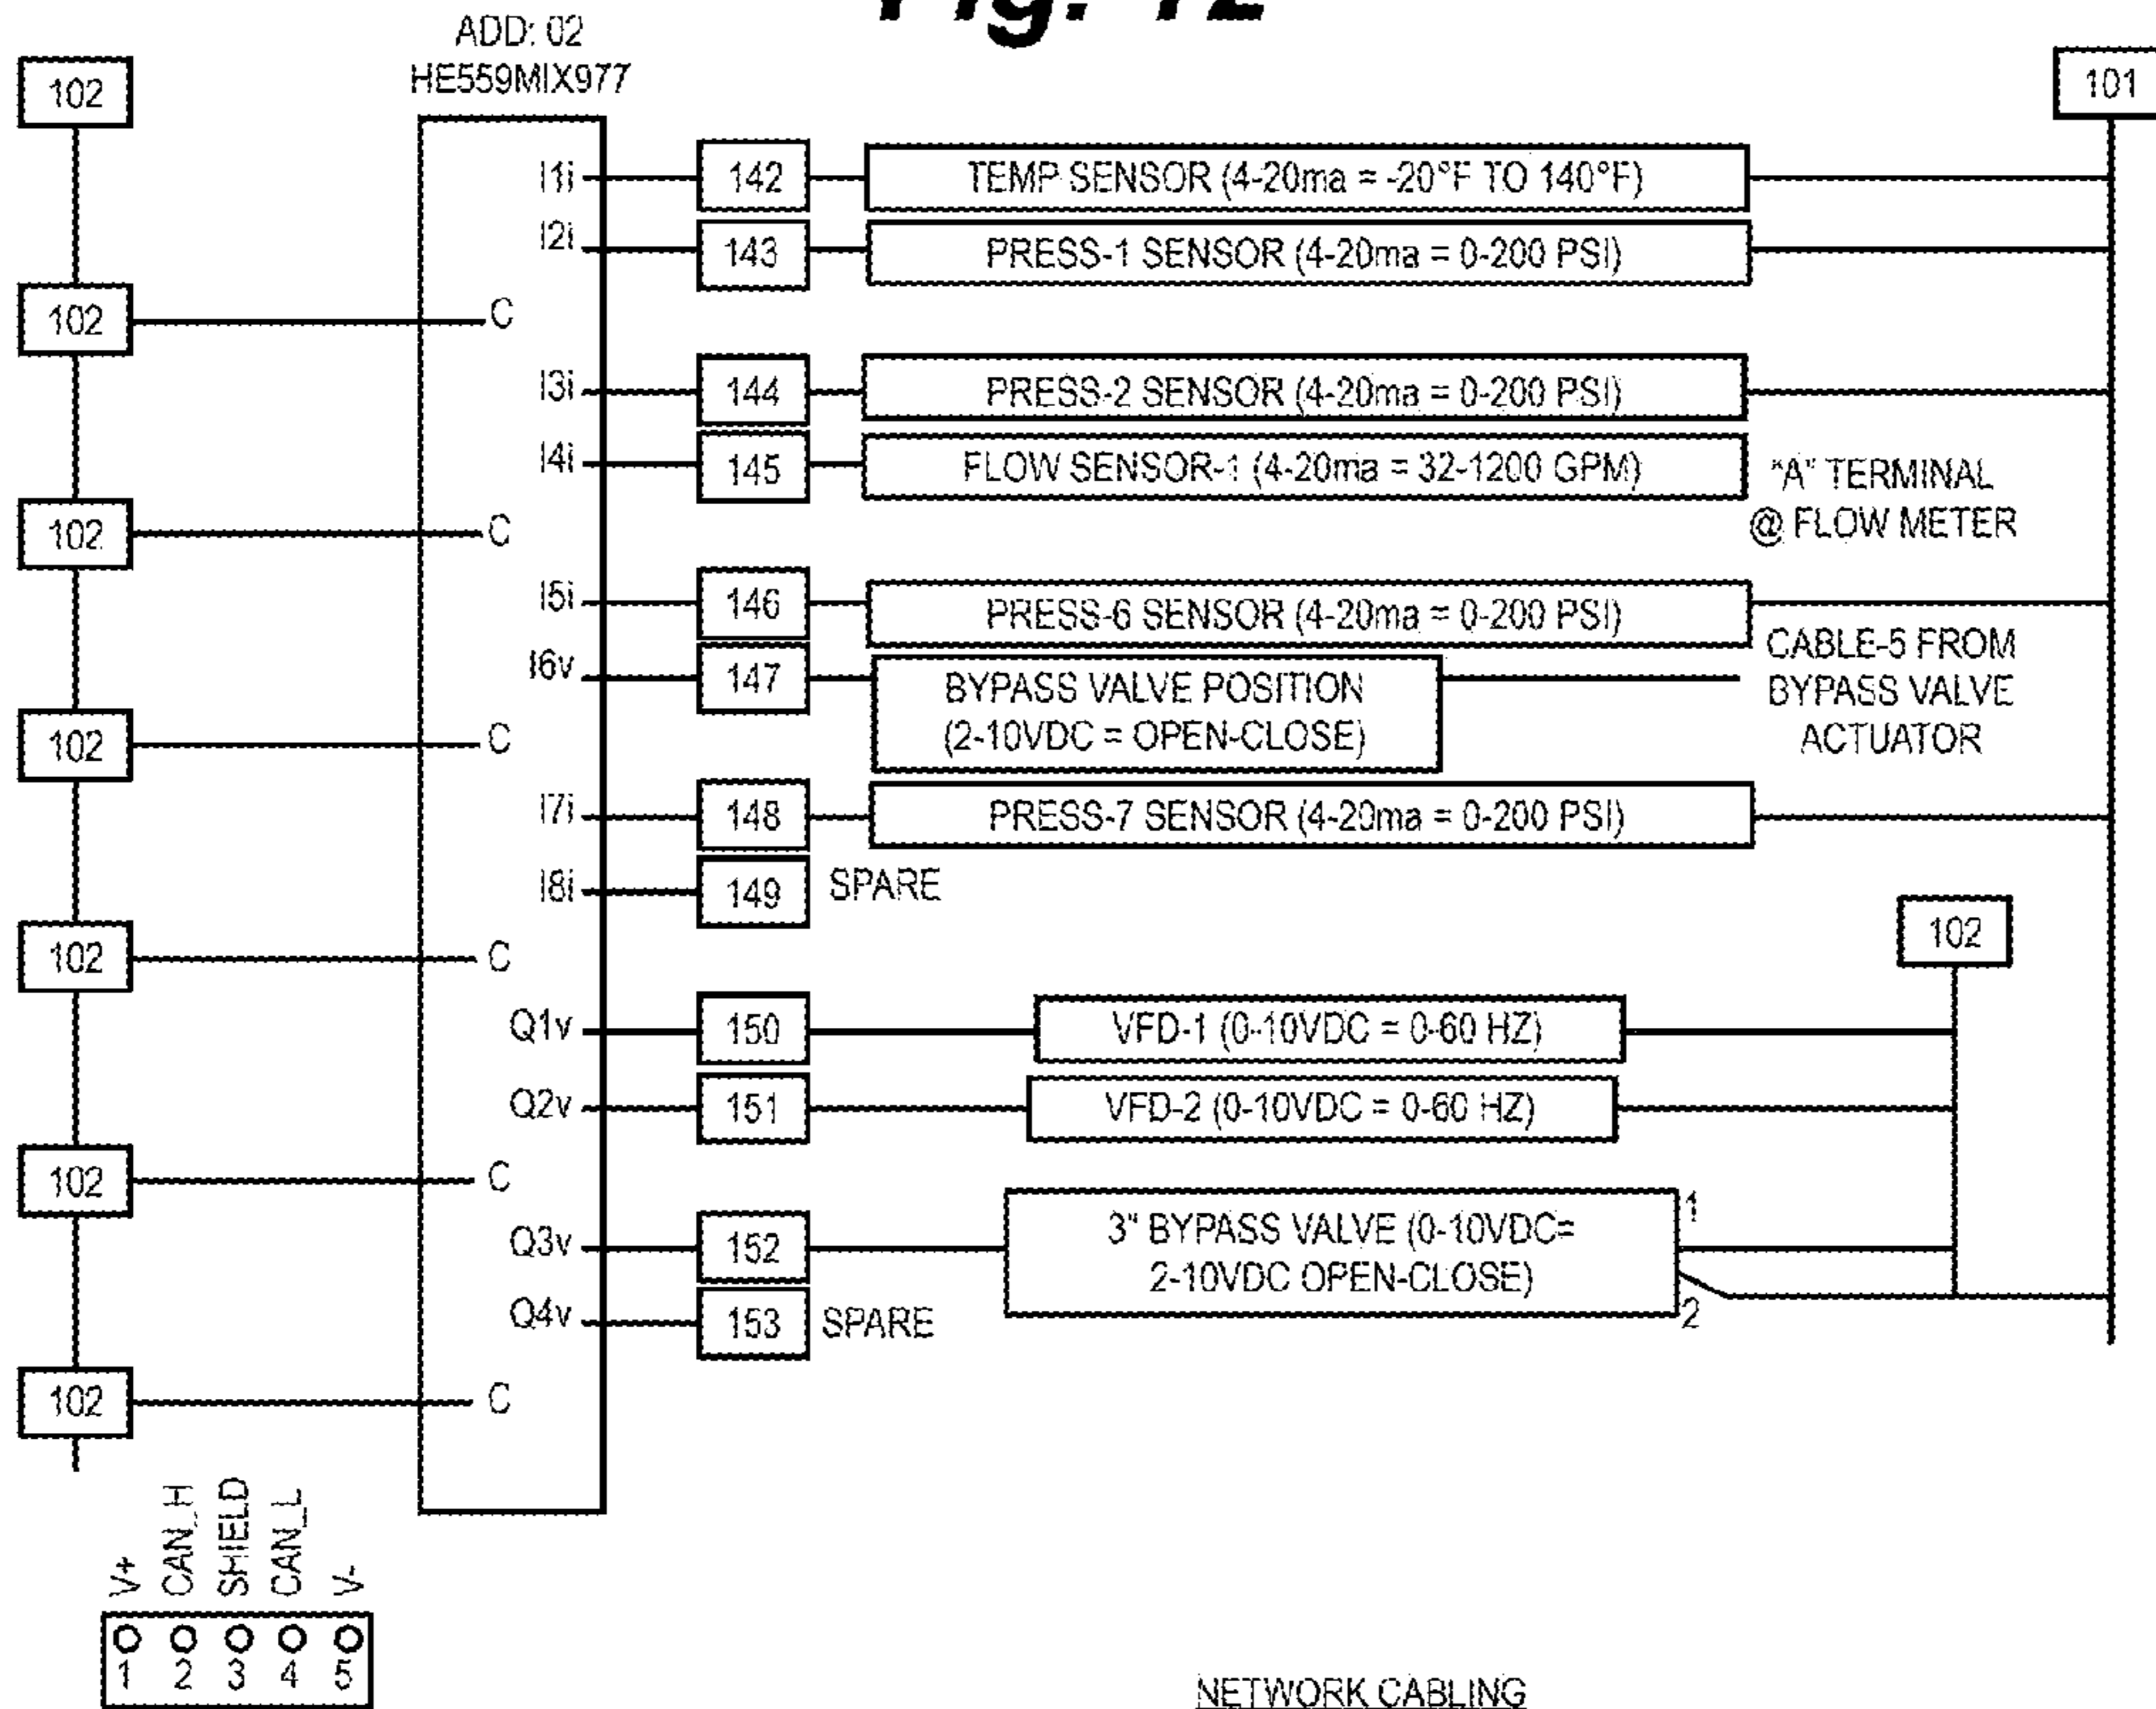 Fig. 12
ADD: 02
HE559MIX977
102
101
I1i
142
TEMP SENSOR (4-20ma = -20°F TO 140°F)
I2i
143
PRESS-1 SENSOR (4-20ma = 0-200 PSI)
102
C
I3i
144
PRESS-2 SENSOR (4-20ma = 0-200 PSI)
I4i
145
FLOW SENSOR-1 (4-20ma = 32-1200 GPM)
"A" TERMINAL
@ FLOW METER
102
C
I5i
146
PRESS-6 SENSOR (4-20ma = 0-200 PSI)
I6v
147
BYPASS VALVE POSITION
(2-10VDC = OPEN-CLOSE)
CABLE-5 FROM
BYPASS VALVE
ACTUATOR
102
C
I7i
148
PRESS-7 SENSOR (4-20ma = 0-200 PSI)
I8i
149
SPARE
102
102
C
Q1v
150
VFD-1 (0-10VDC = 0-60 HZ)
Q2v
151
VFD-2 (0-10VDC = 0-60 HZ)
102
C
Q3v
152
3" BYPASS VALVE (0-10VDC=
2-10VDC OPEN-CLOSE)
1
2
Q4v
153
SPARE
102
C
V+
CAN_H
SHIELD
CAN_L
V-
1 2 3 4 5
NETWORK CABLING